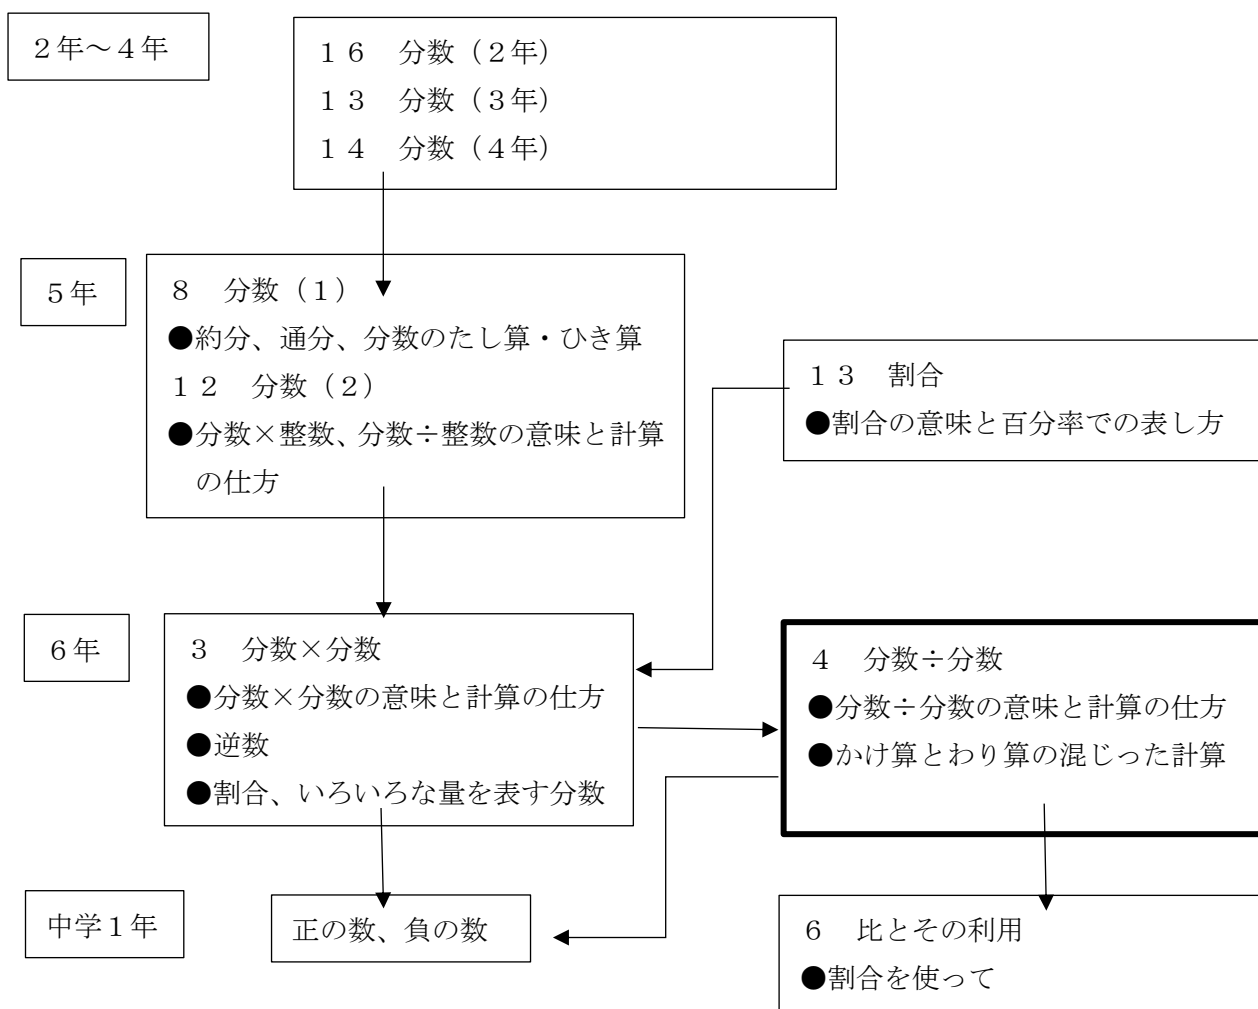 ２年～４年
１６　分数（２年）
１３　分数（３年）
１４　分数（４年）
５年
８　分数（１）
●約分、通分、分数のたし算・ひき算
１２　分数（２）
●分数×整数、分数÷整数の意味と計算
の仕方
１３　割合
●割合の意味と百分率での表し方
６年
３　分数×分数
●分数×分数の意味と計算の仕方
●逆数
●割合、いろいろな量を表す分数
４　分数÷分数
●分数÷分数の意味と計算の仕方
●かけ算とわり算の混じった計算
中学１年
正の数、負の数
６　比とその利用
●割合を使って